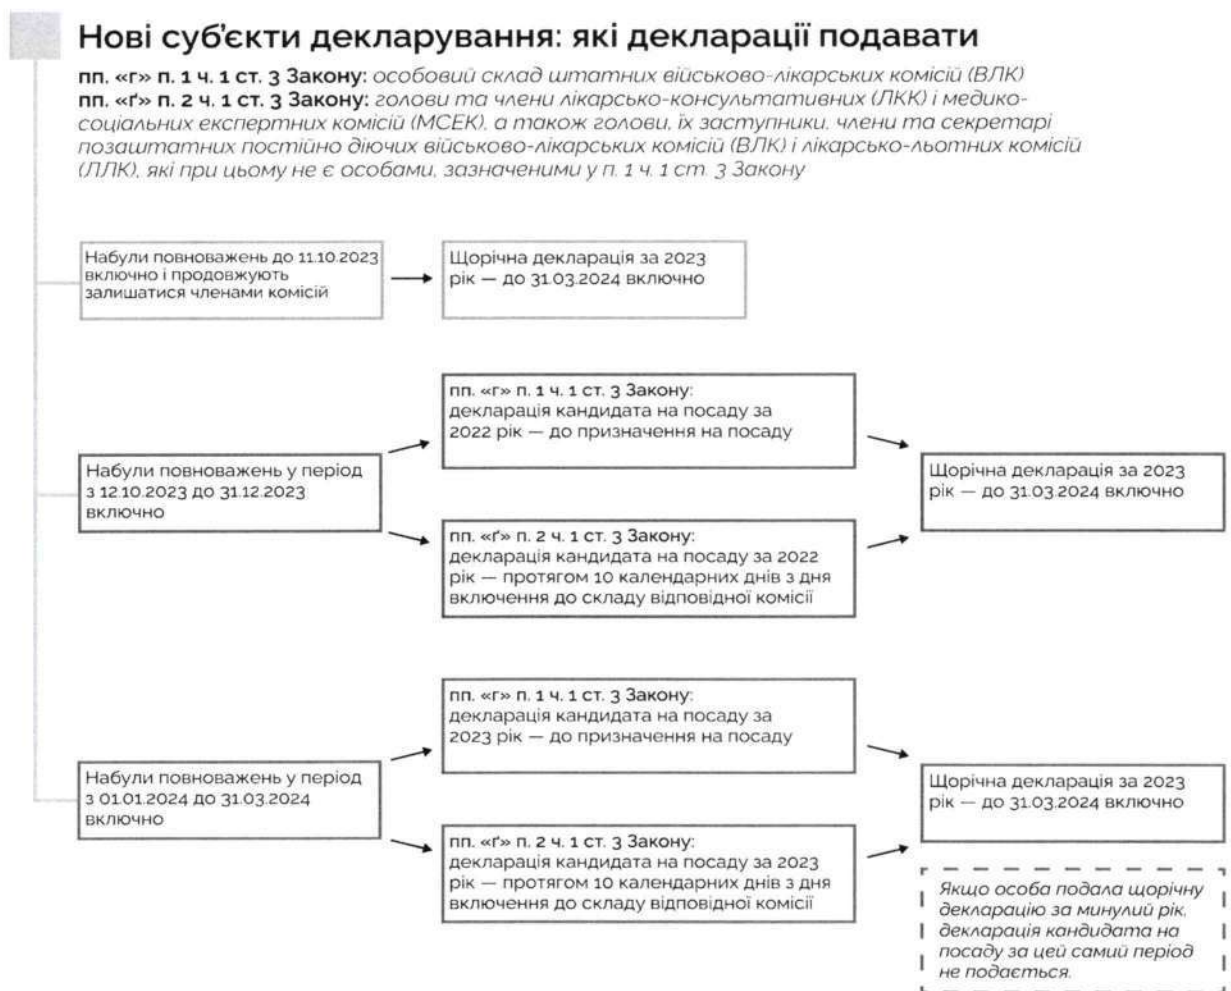 Нові суб'єкти декларування: які декларації подавати
пп. «г» п. 1 ч. 1 ст. 3 Закону: особовий склад штатних військово-лікарських комісій (ВЛК)
пп. «ґ» п. 2 ч. 1 ст. 3 Закону: голови та члени лікарсько-консультативних (ЛКК) і медико-
соціальних експертних комісій (МСЕК), а також голови, їх заступники, члени та секретарі
позаштатних постійно діючих військово-лікарських комісій (ВЛК) і лікарсько-льотних комісій
(ЛЛК), які при цьому не є особами, зазначеними у п. 1 ч. 1 ст. 3 Закону
Набули повноважень до 11.10.2023
включно і продовжують
залишатися членами комісій
Щорічна декларація за 2023
рік — до 31.03.2024 включно
Набули повноважень у період
з 12.10.2023 до 31.12.2023
включно
пп. «г» п. 1 ч. 1 ст. 3 Закону:
декларація кандидата на посаду за
2022 рік — до призначення на посаду
пп. «ґ» п. 2 ч. 1 ст. 3 Закону:
декларація кандидата на посаду за 2022
рік — протягом 10 календарних днів з дня
включення до складу відповідної комісії
Щорічна декларація за 2023
рік — до 31.03.2024 включно
Набули повноважень у період
з 01.01.2024 до 31.03.2024
включно
пп. «г» п. 1 ч. 1 ст. 3 Закону:
декларація кандидата на посаду за
2023 рік — до призначення на посаду
пп. «ґ» п. 2 ч. 1 ст. 3 Закону:
декларація кандидата на посаду за 2023
рік — протягом 10 календарних днів з дня
включення до складу відповідної комісії
Щорічна декларація за 2023
рік — до 31.03.2024 включно
Якщо особа подала щорічну
декларацію за минулий рік,
декларація кандидата на
посаду за цей самий період
не подається.